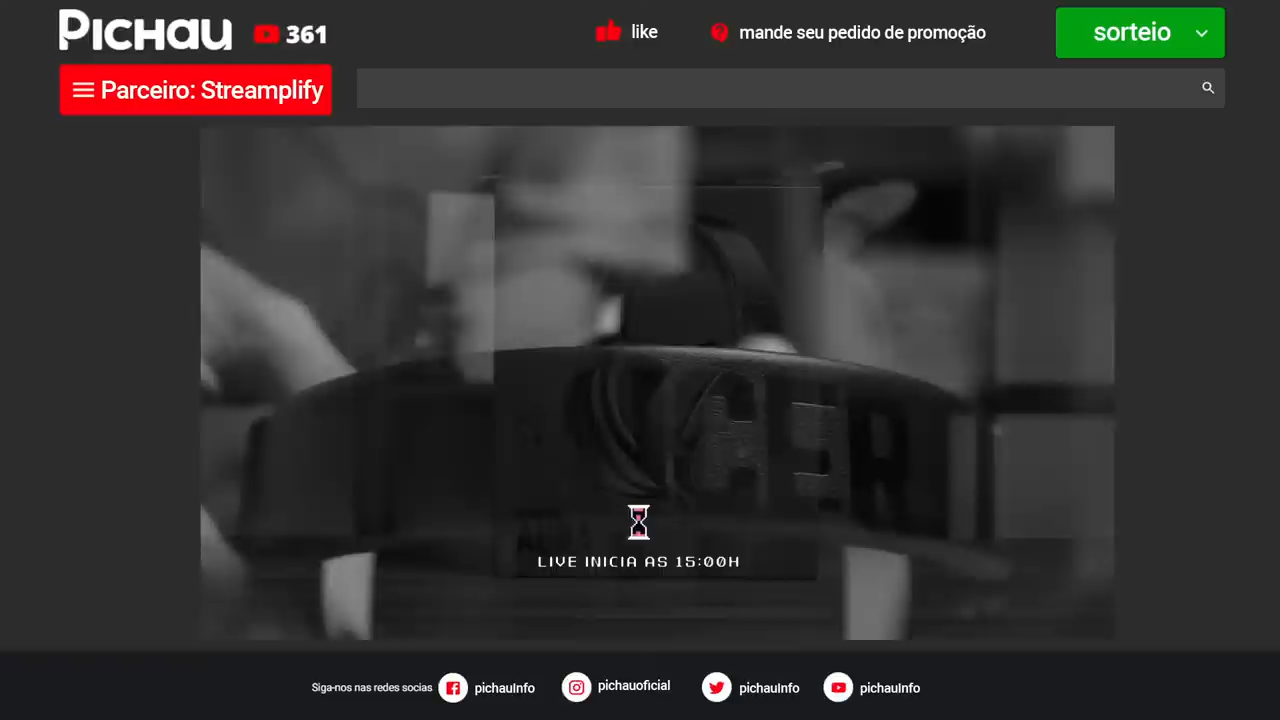 PICHAU
361
like
mande seu pedido de promoção
sorteio
Parceiro: Streamplify
LIVE INICIA AS 15:00H
Siga-nos nas redes socias
pichauInfo
pichauoficial
pichauInfo
pichauInfo